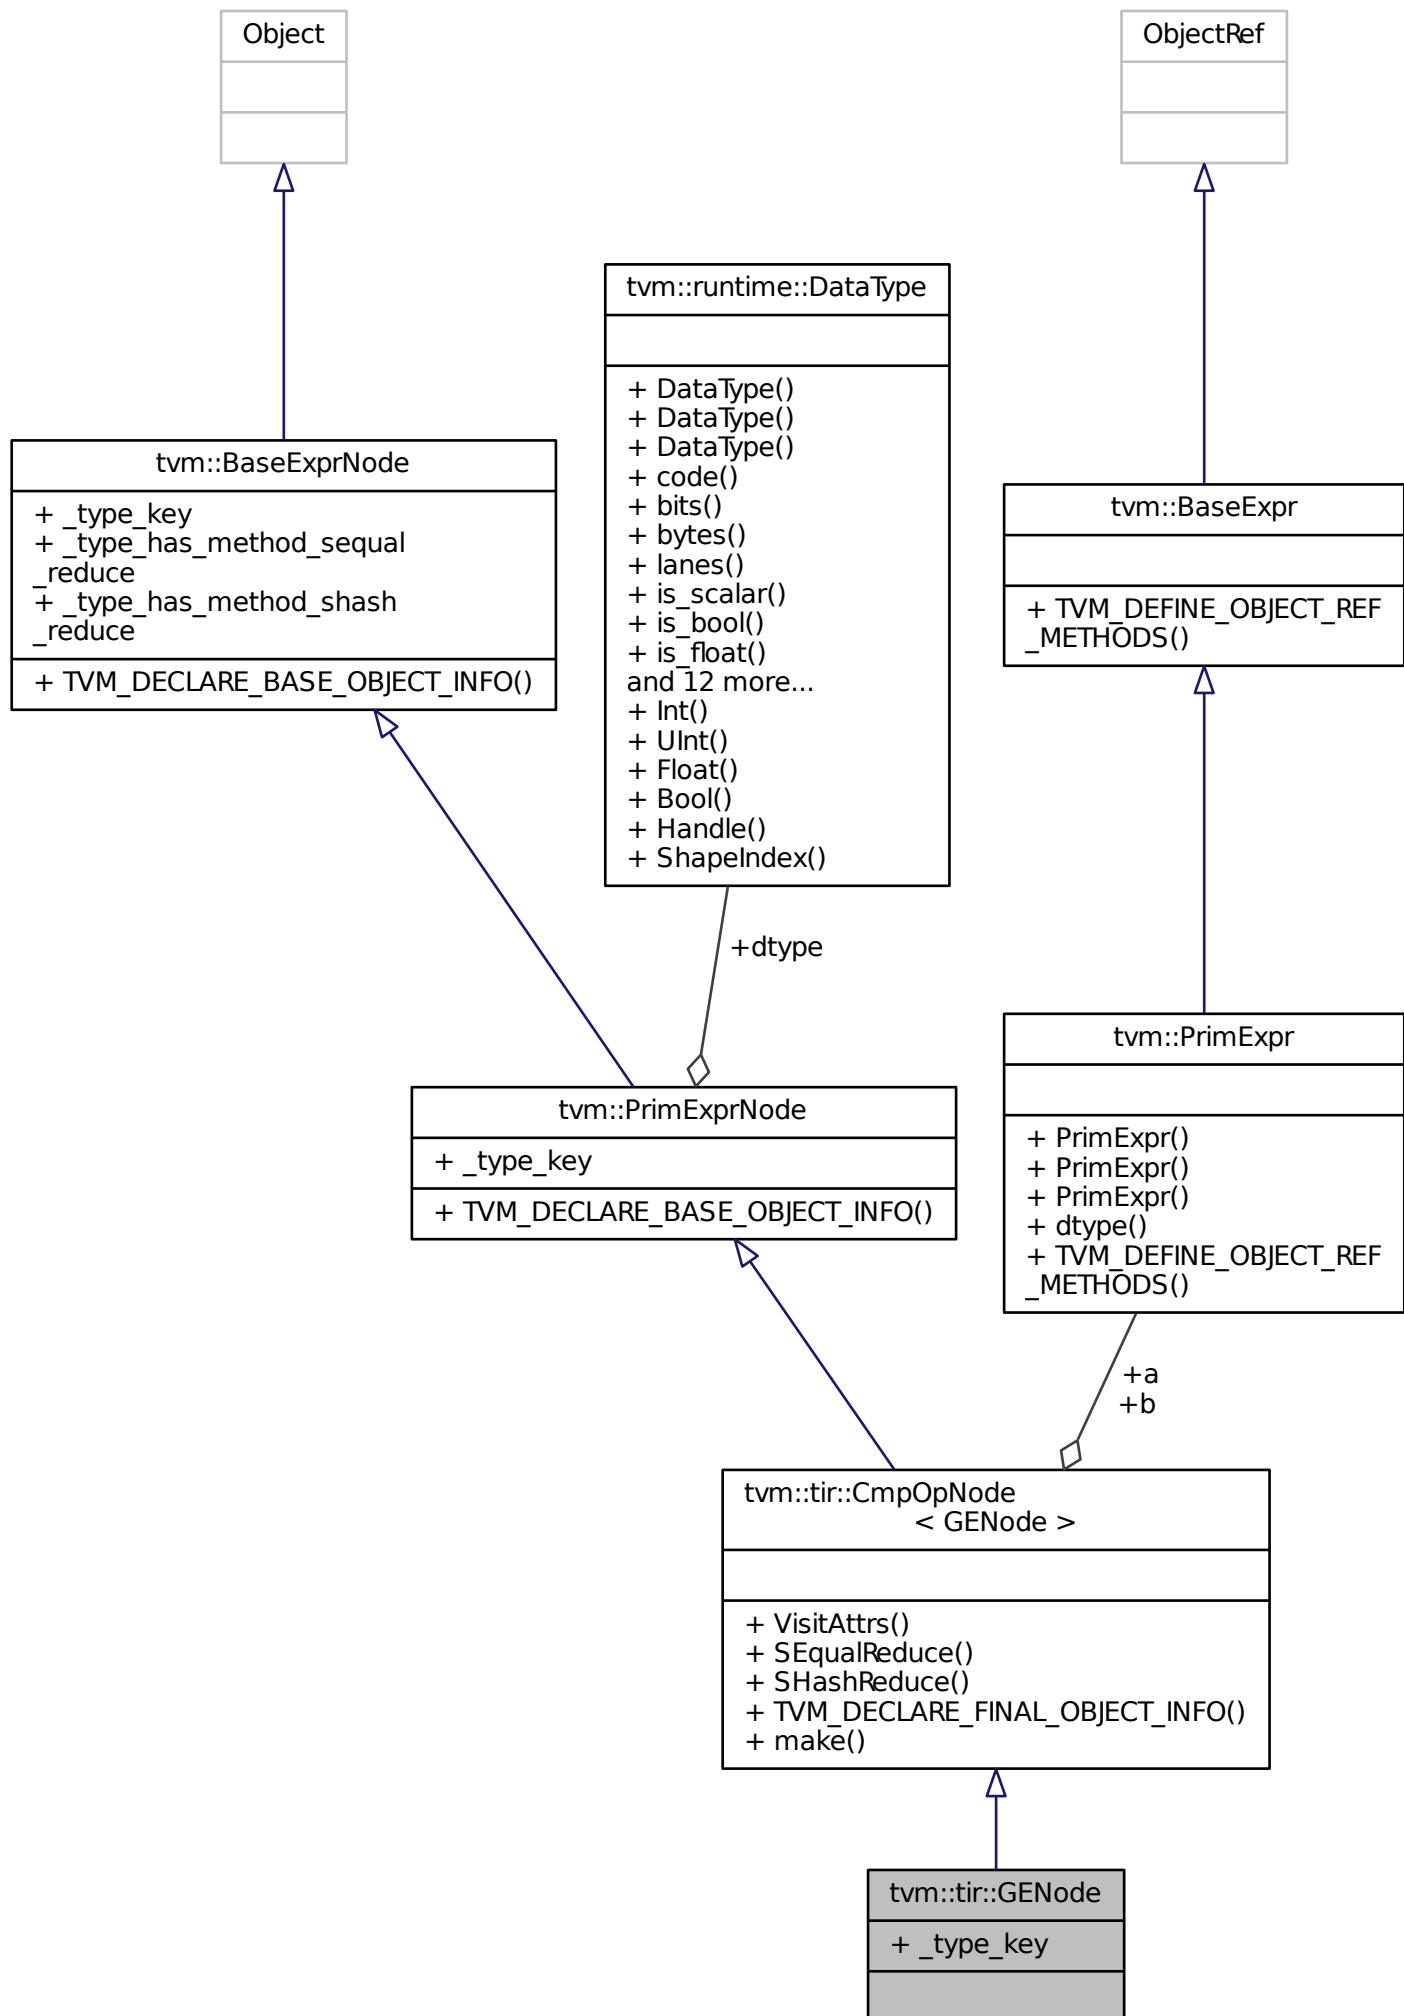 Object
ObjectRef
tvm::runtime::DataType
+ DataType()
+ DataType()
+ DataType()
+ code()
+ bits()
+ bytes()
+ lanes()
+ is_scalar()
+ is_bool()
+ is_float()
and 12 more...
+ Int()
+ UInt()
+ Float()
+ Bool()
+ Handle()
+ ShapeIndex()
tvm::BaseExprNode
+ _type_key
+ _type_has_method_sequal
_reduce
+ _type_has_method_shash
_reduce
+ TVM_DECLARE_BASE_OBJECT_INFO()
tvm::BaseExpr
+ TVM_DEFINE_OBJECT_REF
_METHODS()
+dtype
tvm::PrimExprNode
+ _type_key
+ TVM_DECLARE_BASE_OBJECT_INFO()
tvm::PrimExpr
+ PrimExpr()
+ PrimExpr()
+ PrimExpr()
+ dtype()
+ TVM_DEFINE_OBJECT_REF
_METHODS()
+a
+b
tvm::tir::CmpOpNode
< GENode >
+ VisitAttrs()
+ SEqualReduce()
+ SHashReduce()
+ TVM_DECLARE_FINAL_OBJECT_INFO()
+ make()
tvm::tir::GENode
+ _type_key